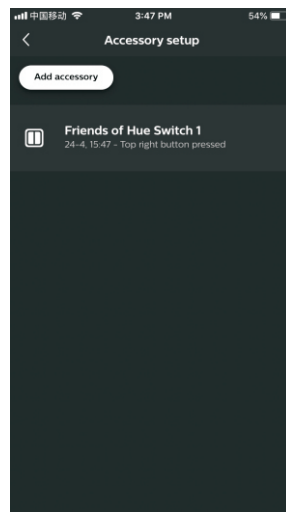 中国移动 3:47 PM 54%
Accessory setup
Add accessory
Friends of Hue Switch 1
24-4, 15:47 - Top right button pressed